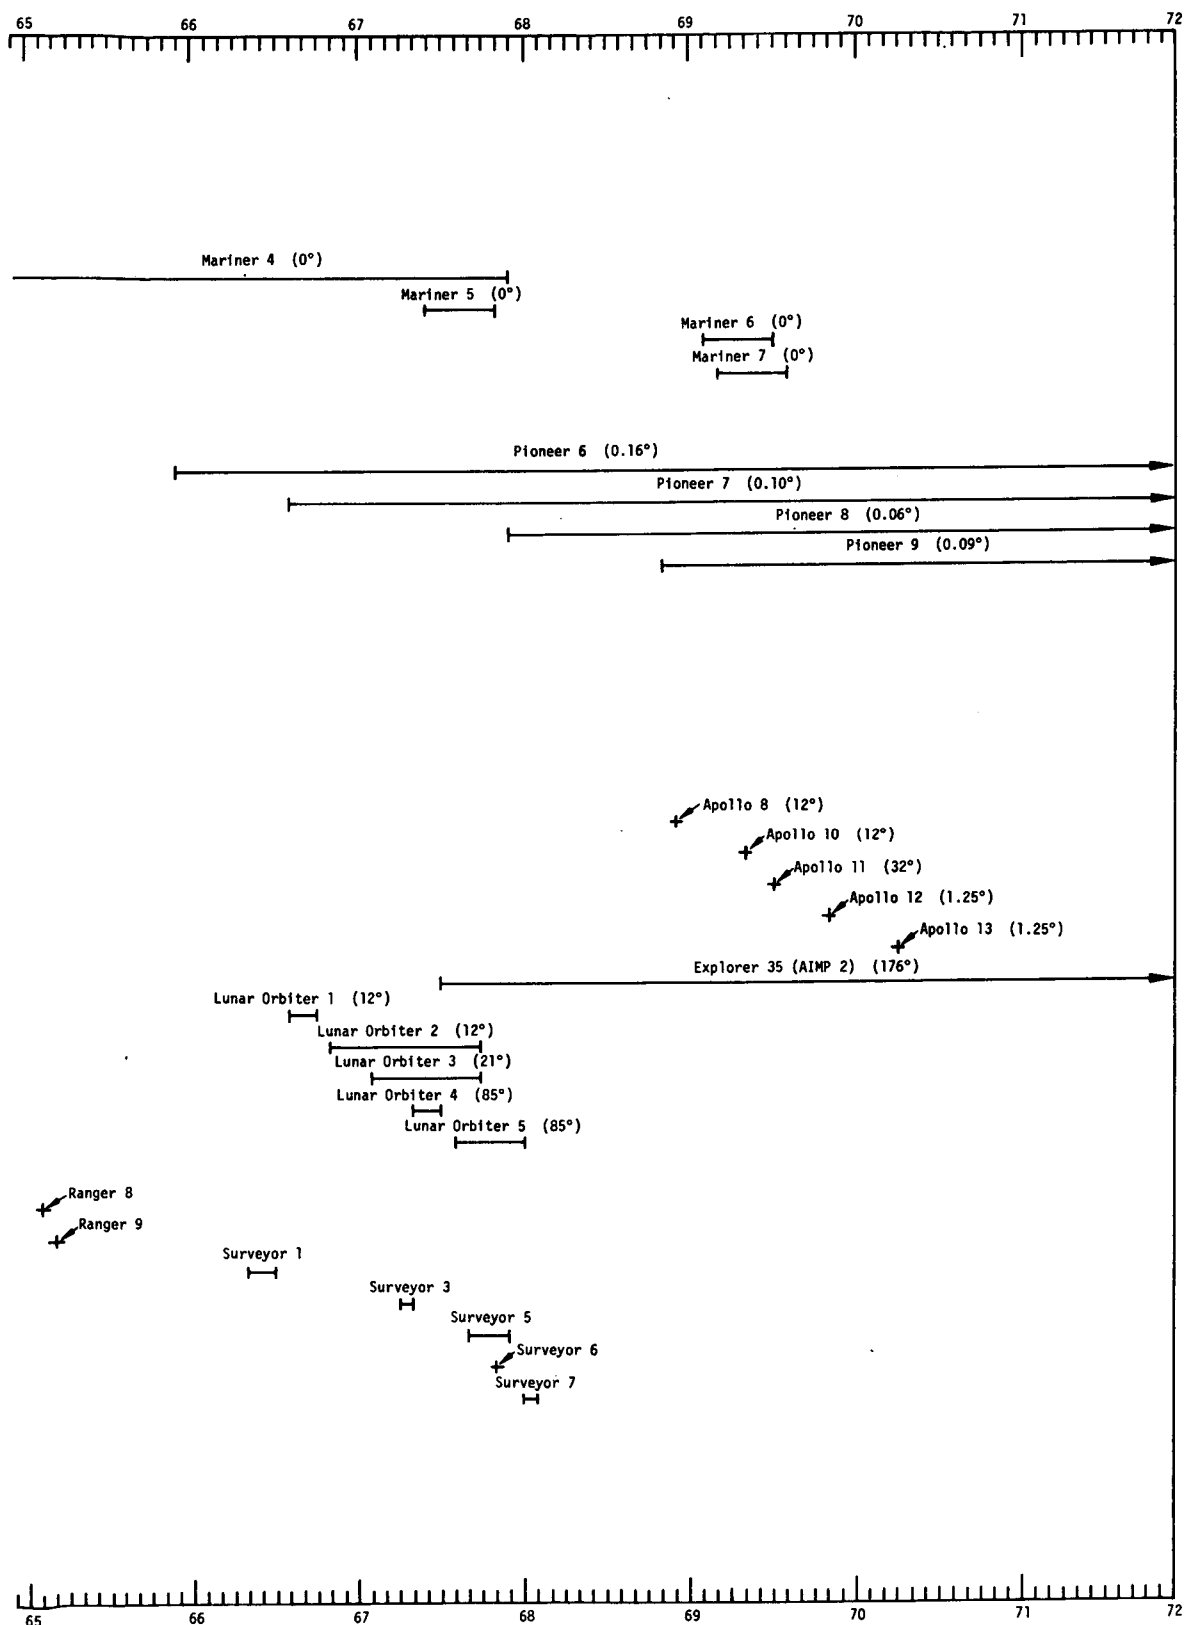 65 66 67 68 69 70 71 72
Mariner 4 (0°)
Mariner 5 (0°)
Mariner 6 (0°)
Mariner 7 (0°)
Pioneer 6 (0.16°)
Pioneer 7 (0.10°)
Pioneer 8 (0.06°)
Pioneer 9 (0.09°)
Apollo 8 (12°)
Apollo 10 (12°)
Apollo 11 (32°)
Apollo 12 (1.25°)
Apollo 13 (1.25°)
Explorer 35 (AIMP 2) (176°)
Lunar Orbiter 1 (12°)
Lunar Orbiter 2 (12°)
Lunar Orbiter 3 (21°)
Lunar Orbiter 4 (85°)
Lunar Orbiter 5 (85°)
Ranger 8
Ranger 9
Surveyor 1
Surveyor 3
Surveyor 5
Surveyor 6
Surveyor 7
65 66 67 68 69 70 71 72